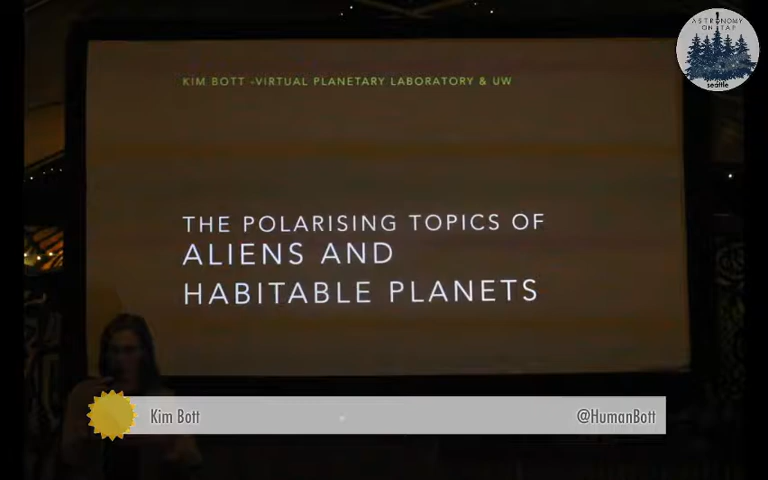 ASTRONOMY
ON TAP
seattle
KIM BOTT -VIRTUAL PLANETARY LABORATORY & UW
THE POLARISING TOPICS OF
ALIENS AND
HABITABLE PLANETS
Kim Bott
@HumanBott